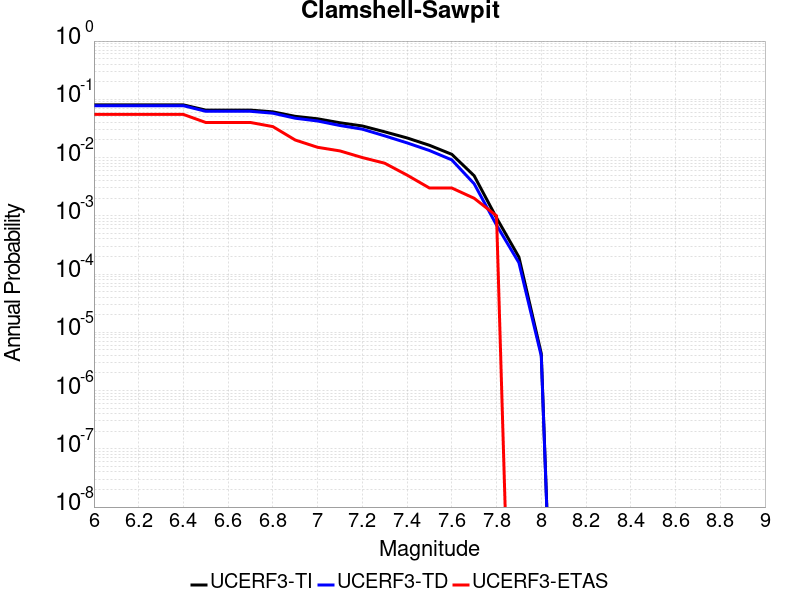 Clamshell-Sawpit
Annual Probability
10^0
10^-1
10^-2
10^-3
10^-4
10^-5
10^-6
10^-7
10^-8
6 6.2 6.4 6.6 6.8 7 7.2 7.4 7.6 7.8 8 8.2 8.4 8.6 8.8 9
Magnitude
UCERF3-TI UCERF3-TD UCERF3-ETAS